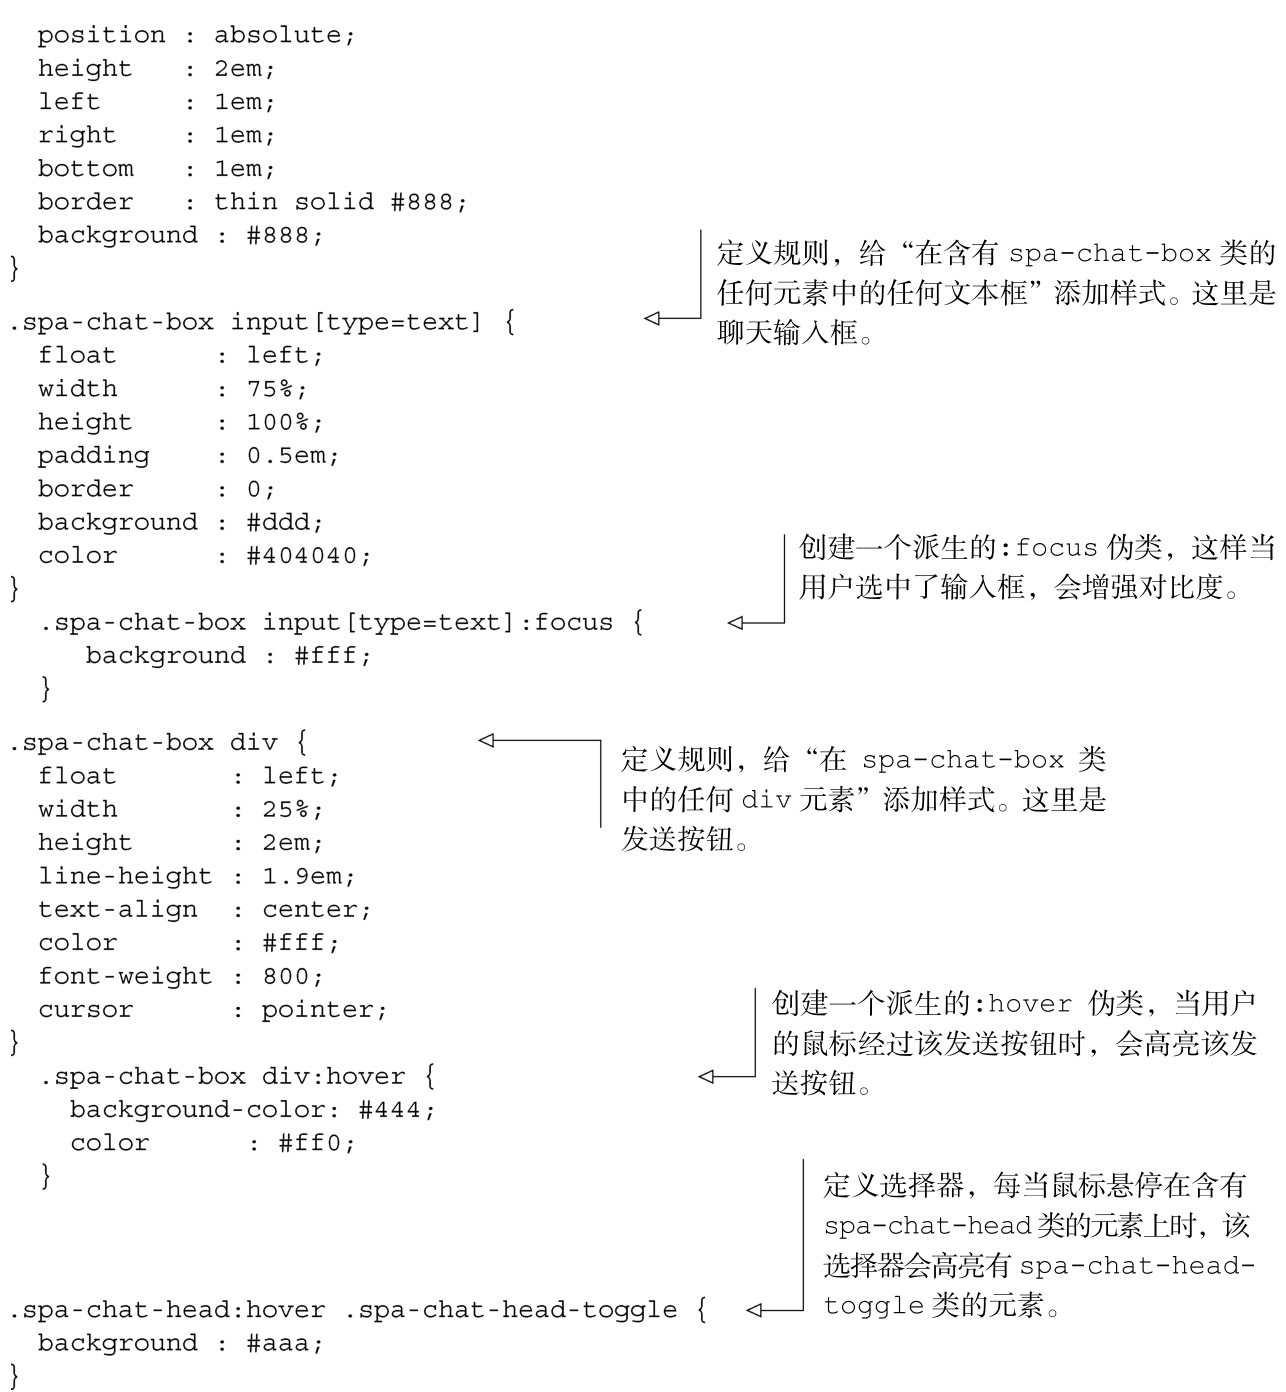 position : absolute;
height   : 2em;
left     : 1em;
right    : 1em;
bottom   : 1em;
border   : thin solid #888;
background : #888;
}
定义规则，给“在含有 spa-chat-box 类的
任何元素中的任何文本框”添加样式。这里是
聊天输入框。
.spa-chat-box input[type=text] {
float      : left;
width      : 75%;
height     : 100%;
padding    : 0.5em;
border     : 0;
background : #ddd;
color      : #404040;
}
创建一个派生的:focus 伪类，这样当
用户选中了输入框，会增强对比度。
.spa-chat-box input[type=text]:focus {
background : #fff;
}
.spa-chat-box div {
定义规则，给“在 spa-chat-box 类
中的任何 div 元素”添加样式。这里是
发送按钮。
float       : left;
width       : 25%;
height      : 2em;
line-height : 1.9em;
text-align  : center;
color       : #fff;
font-weight : 800;
cursor      : pointer;
}
创建一个派生的:hover 伪类，当用户
的鼠标经过该发送按钮时，会高亮该发
送按钮。
.spa-chat-box div:hover {
background-color: #444;
color      : #ff0;
}
定义选择器，每当鼠标悬停在含有
spa-chat-head 类的元素上时，该
选择器会高亮有 spa-chat-head-
toggle 类的元素。
.spa-chat-head:hover .spa-chat-head-toggle {
background : #aaa;
}